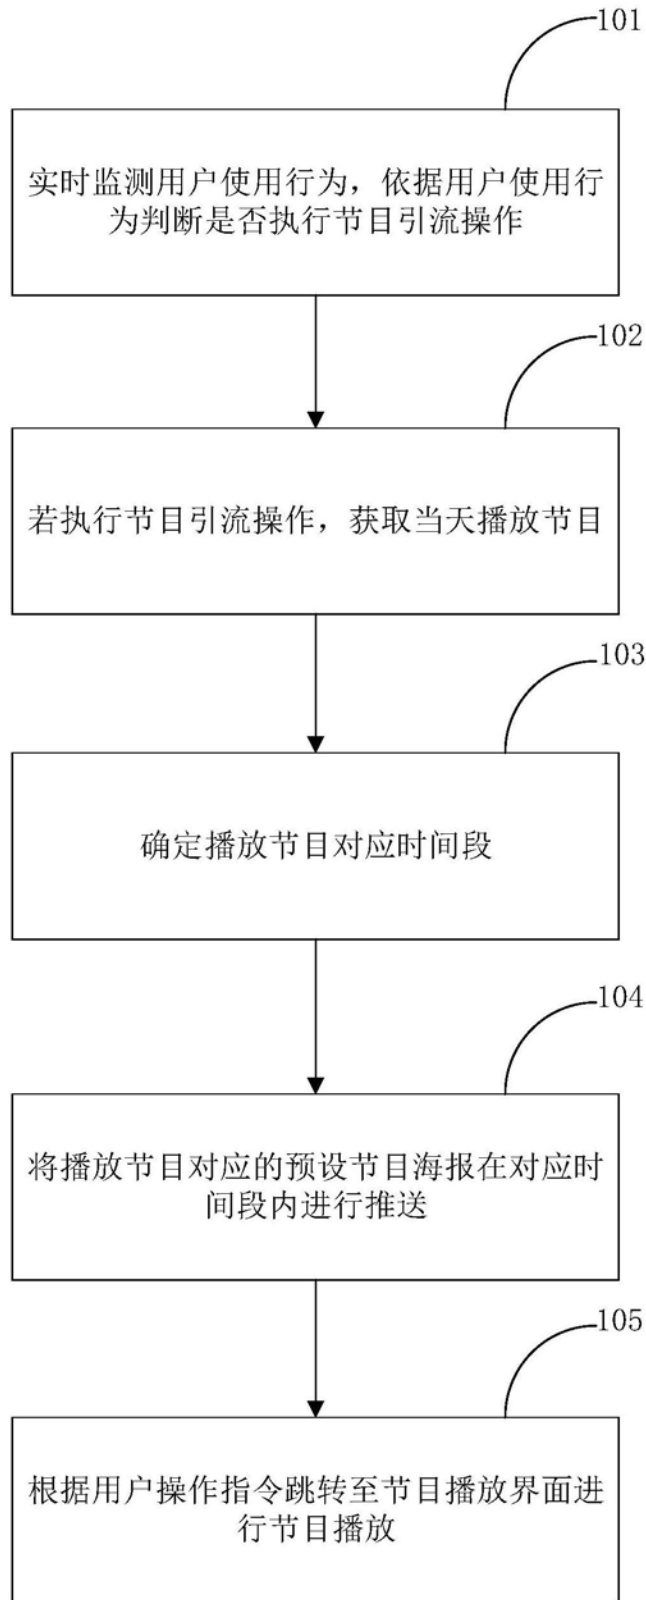 101
实时监测用户使用行为，依据用户使用行
为判断是否执行节目引流操作
102
若执行节目引流操作，获取当天播放节目
103
确定播放节目对应时间段
104
将播放节目对应的预设节目海报在对应时
间段内进行推送
105
根据用户操作指令跳转至节目播放界面进
行节目播放